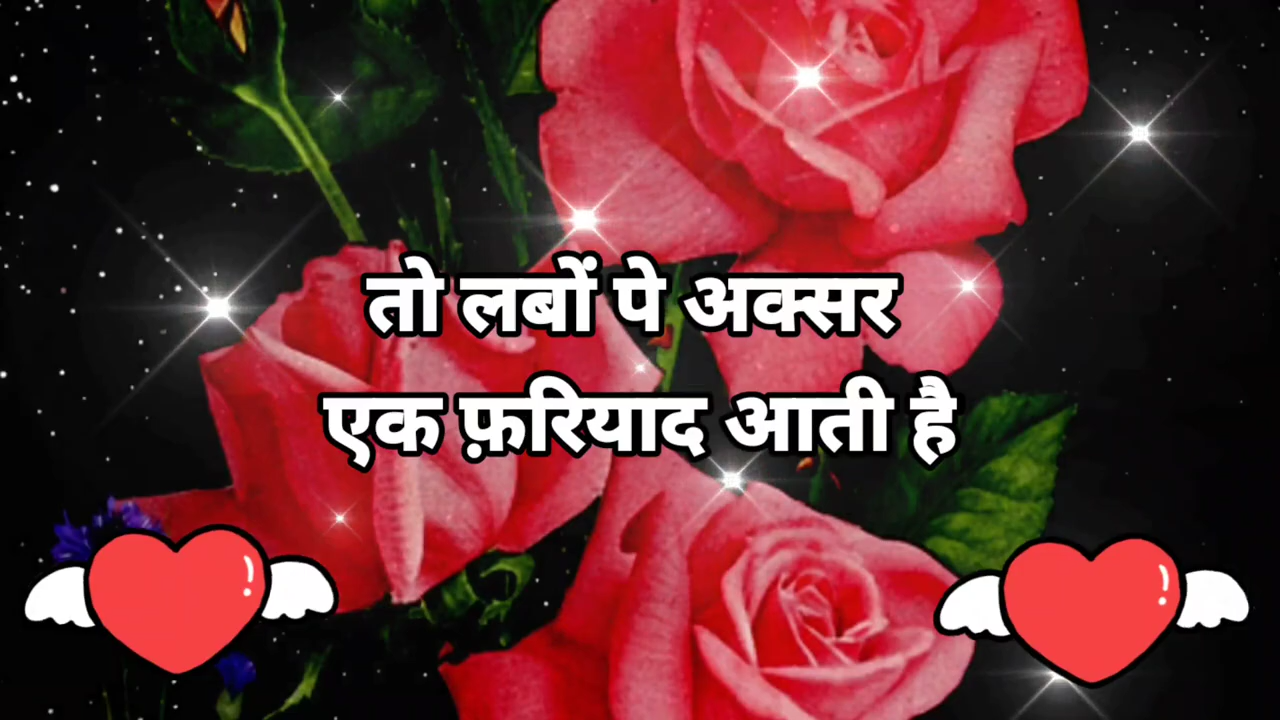 तो लबों पे अक्सर
एक फ़रियाद आती है